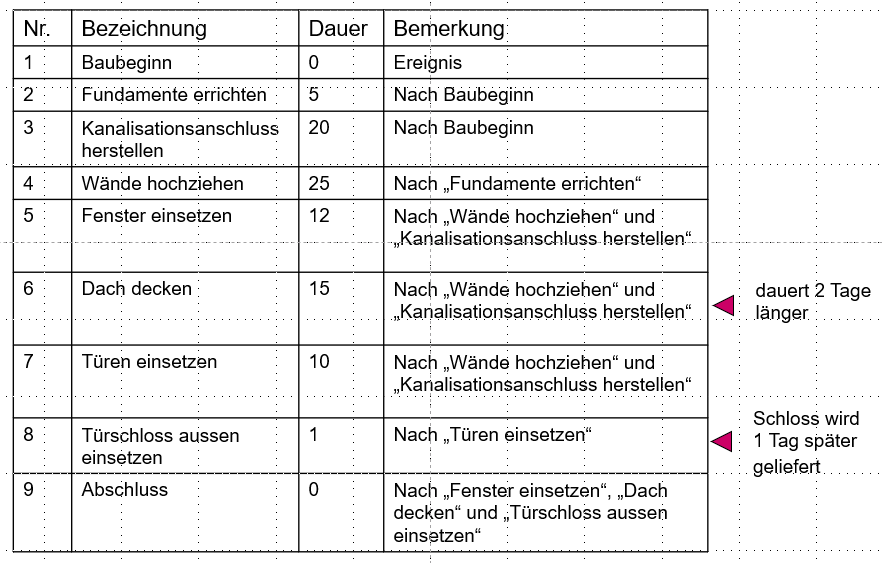 Nr. Bezeichnung Dauer Bemerkung
1 Baubeginn 0 Ereignis
2 Fundamente errichten 5 Nach Baubeginn
3 Kanalisationsanschluss 20 Nach Baubeginn
herstellen
4 Wände hochziehen 25 Nach „Fundamente errichten“
5 Fenster einsetzen 12 Nach „Wände hochziehen“ und
„Kanalisationsanschluss herstellen“
6 Dach decken 15 Nach „Wände hochziehen“ und
„Kanalisationsanschluss herstellen“
dauert 2 Tage
länger
7 Türen einsetzen 10 Nach „Wände hochziehen“ und
„Kanalisationsanschluss herstellen“
8 Türschloss aussen 1 Nach „Türen einsetzen“
einsetzen
Schloss wird
1 Tag später
geliefert
9 Abschluss 0 Nach „Fenster einsetzen“, „Dach
decken“ und „Türschloss aussen
einsetzen“